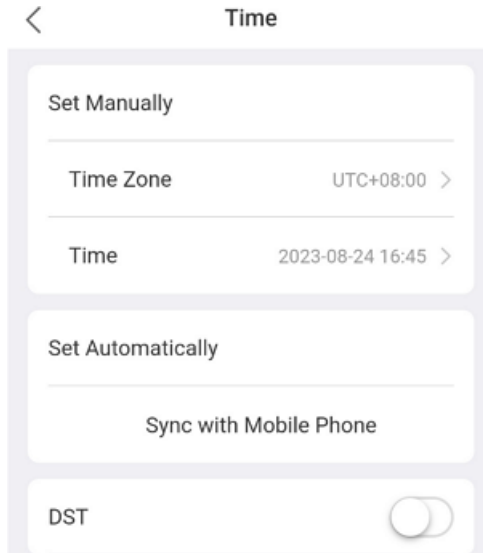 Time
Set Manually
Time Zone UTC+08:00
Time 2023-08-24 16:45
Set Automatically
Sync with Mobile Phone
DST